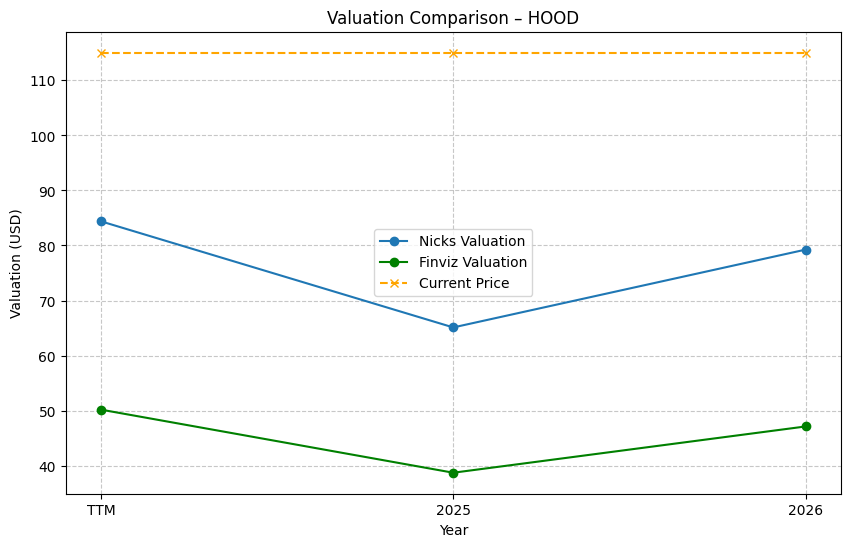 Valuation Comparison – HOOD
Valuation (USD)
110
100
90
80
70
60
50
40
Nicks Valuation
Finviz Valuation
Current Price
TTM
2025
2026
Year